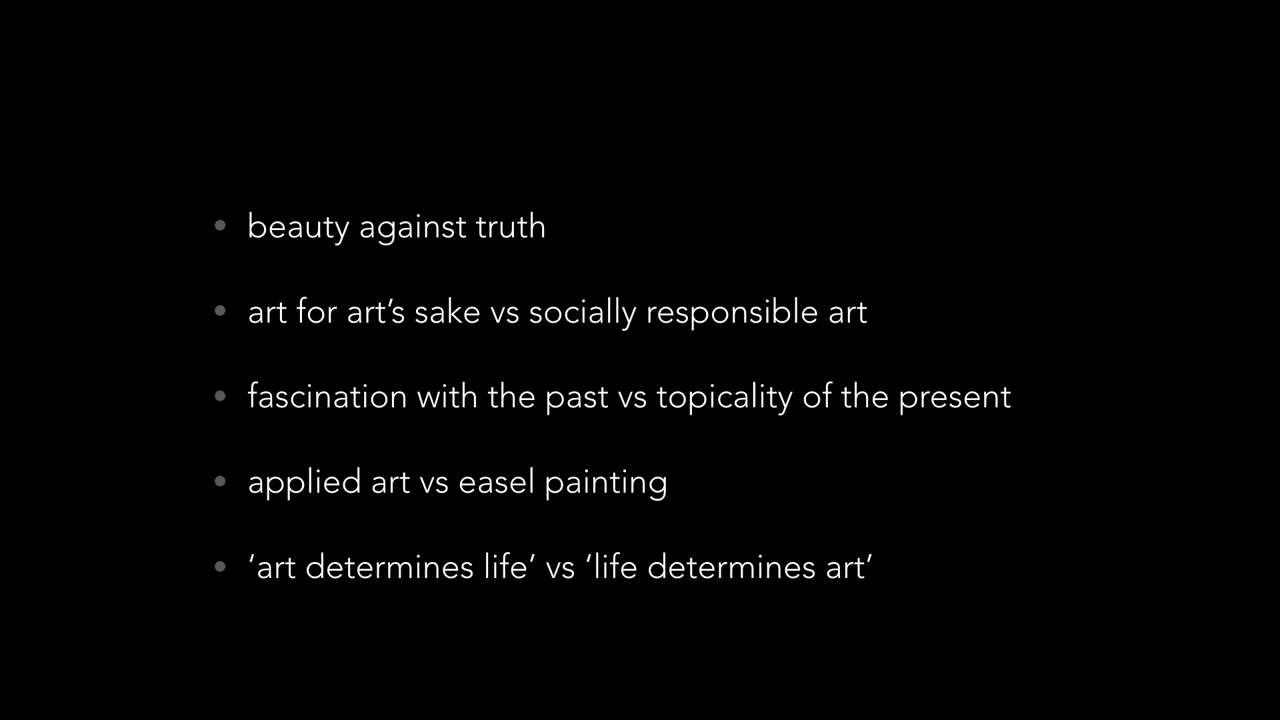 • beauty against truth
• art for art’s sake vs socially responsible art
• fascination with the past vs topicality of the present
• applied art vs easel painting
• ‘art determines life’ vs ‘life determines art’